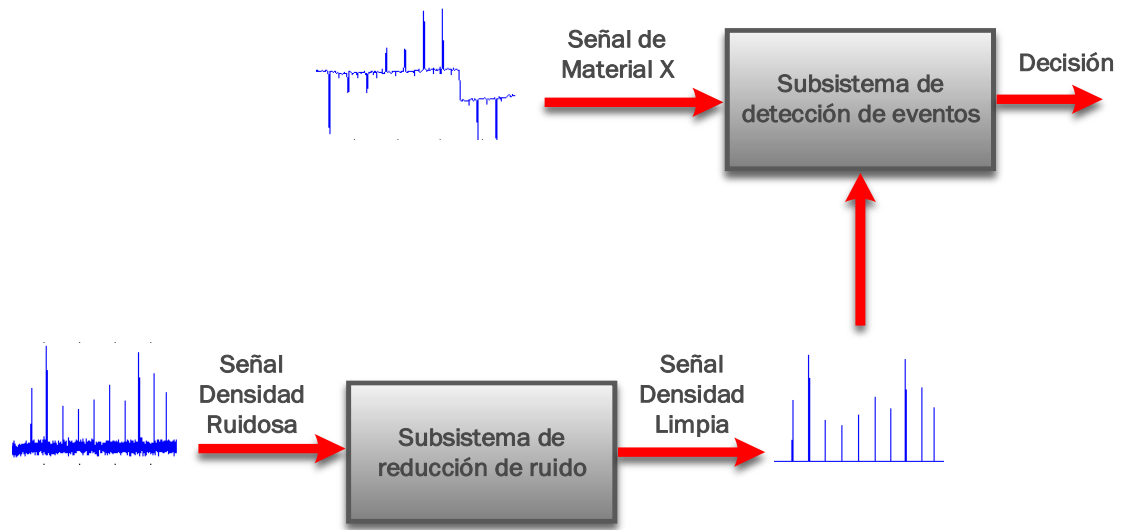 Señal de
Material X
Subsistema de
detección de eventos
Decisión
Señal
Densidad
Ruidosa
Subsistema de
reducción de ruido
Señal
Densidad
Limpia